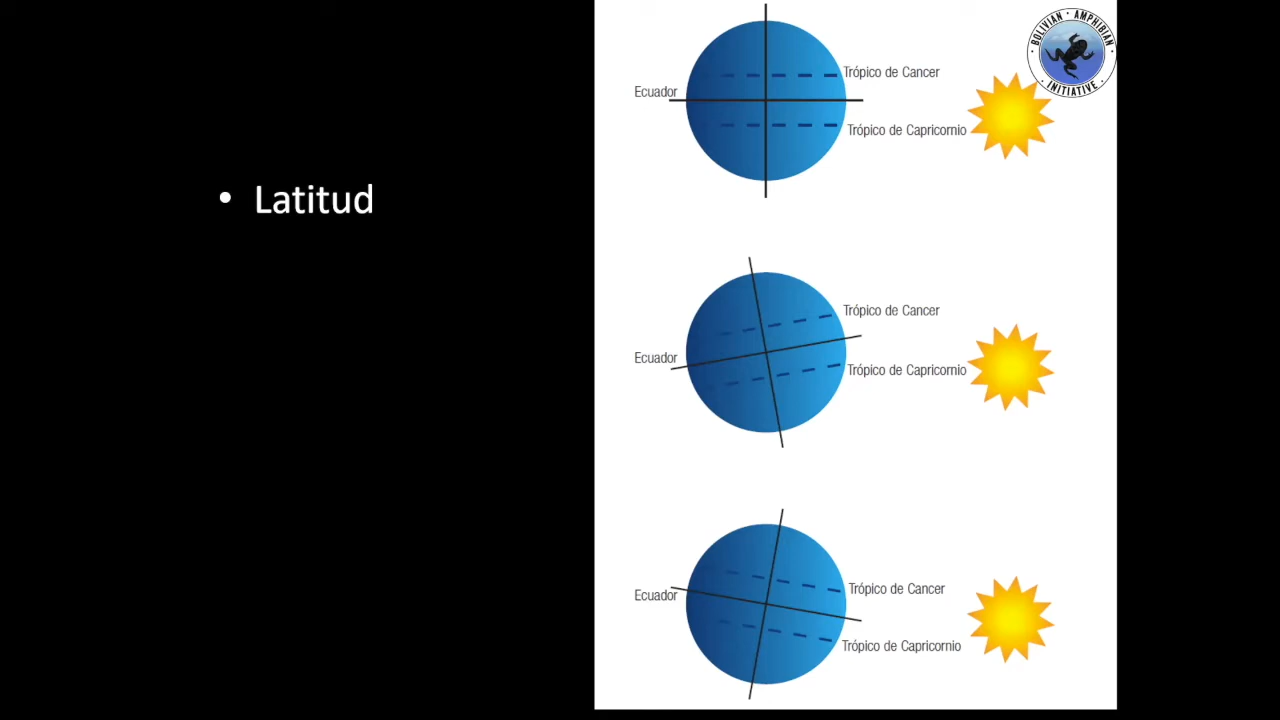 • Latitud
BOLIVIAN · AMPHIBIAN
· INITIATIVE ·
Trópico de Cancer
Ecuador
Trópico de Capricornio
Trópico de Cancer
Ecuador
Trópico de Capricornio
Trópico de Cancer
Ecuador
Trópico de Capricornio